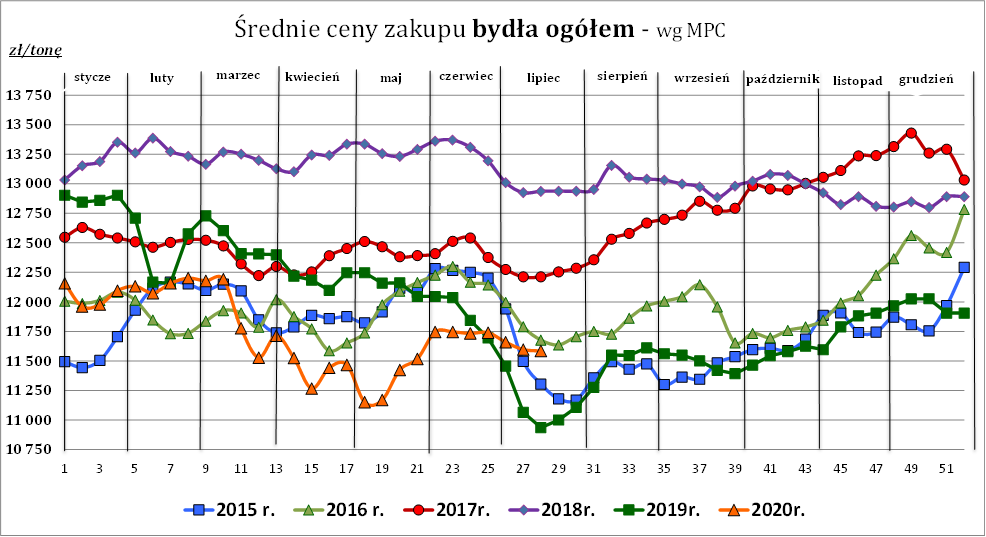 Średnie ceny zakupu bydła ogółem - wg MPC
zł/tonę
stycze luty marzec kwiecień maj czerwiec lipiec sierpień wrzesień październik listopad grudzień
13 750
13 500
13 250
13 000
12 750
12 500
12 250
12 000
11 750
11 500
11 250
11 000
10 750
1 3 5 7 9 11 13 15 17 19 21 23 25 27 29 31 33 35 37 39 41 43 45 47 49 51
2015 r. 2016 r. 2017r. 2018r. 2019r. 2020r.